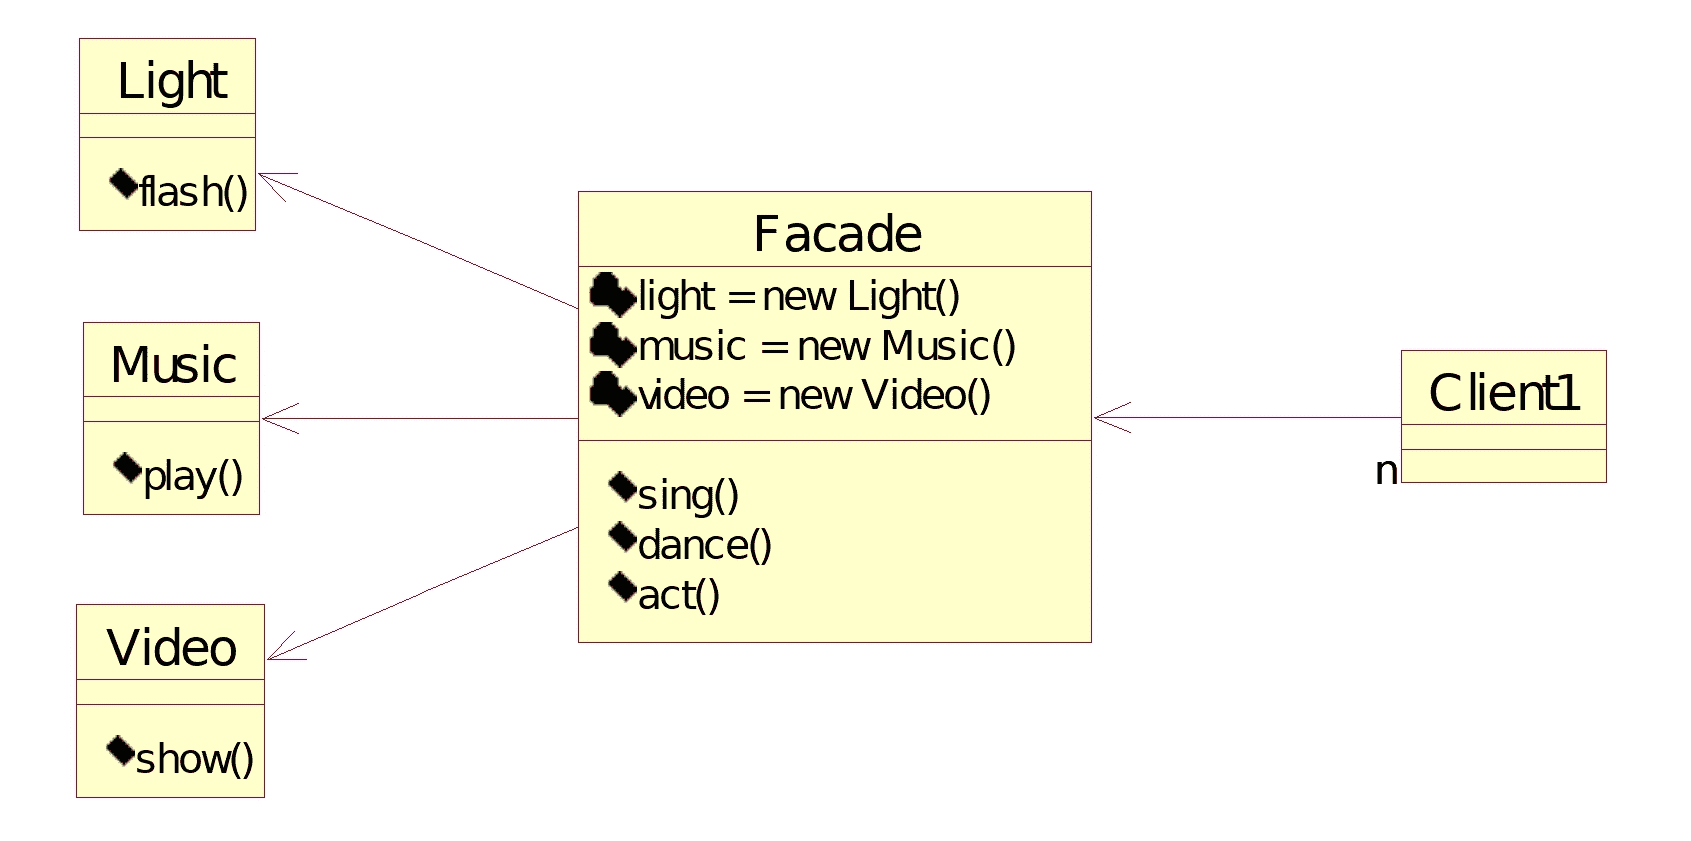 Light
flash()
Music
play()
Video
show()
Facade
light = new Light()
music = new Music()
video = new Video()
sing()
dance()
act()
Client1
n